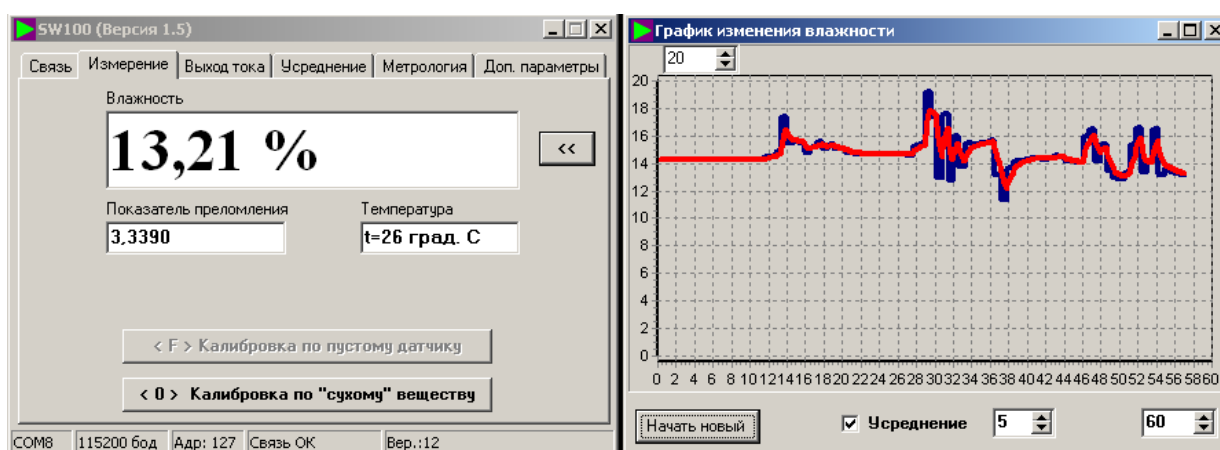 SW100 (Версия 1.5)
Связь Измерение Выход тока Усреднение Метрология Доп. параметры
Влажность
13,21 %
<<
Показатель преломления Температура
3,3390 t=26 град. С
< F > Калибровка по пустому датчику
< 0 > Калибровка по "сухому" веществу
COM8 115200 бод Адр: 127 Связь ОК Вер.:12
График изменения влажности
20
20
18
16
14
12
10
8
6
4
2
0
0 2 4 6 8 10 12 14 16 18 20 22 24 26 28 30 32 34 36 38 40 42 44 46 48 50 52 54 56 58 60
Начать новый Усреднение 5 60